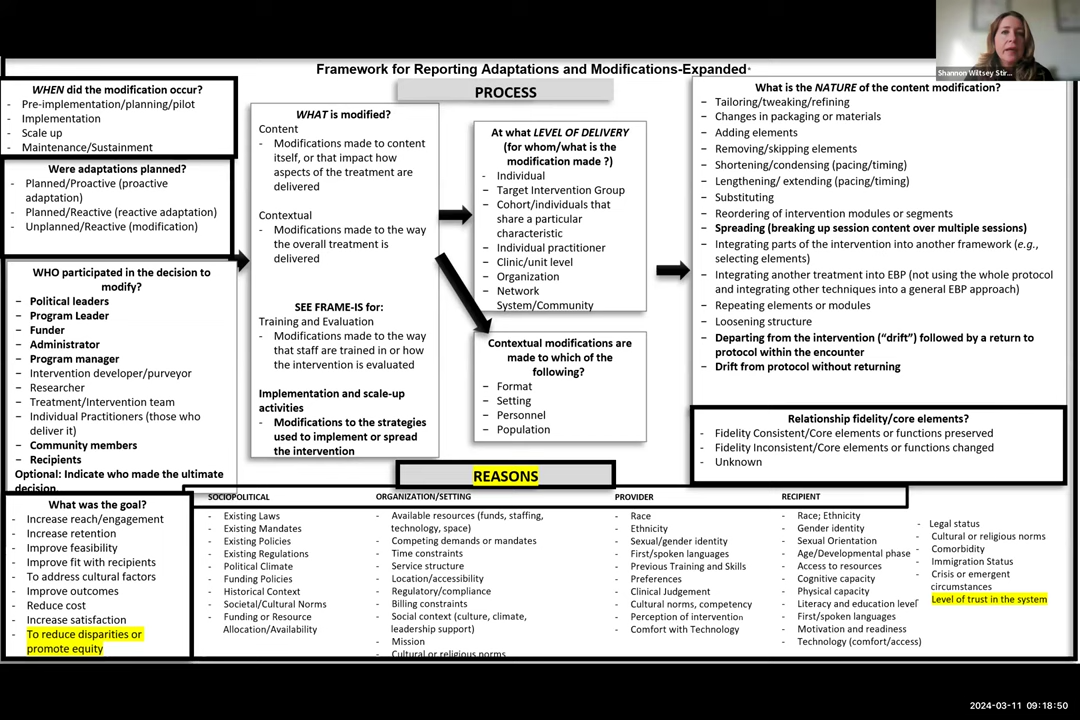 Shannon Wiltsey Stir...
Framework for Reporting Adaptations and Modifications-Expanded
PROCESS
WHEN did the modification occur?
- Pre-implementation/planning/pilot
- Implementation
- Scale up
- Maintenance/Sustainment
Were adaptations planned?
- Planned/Proactive (proactive
adaptation)
- Planned/Reactive (reactive adaptation)
- Unplanned/Reactive (modification)
WHO participated in the decision to
modify?
– Political leaders
– Program Leader
– Funder
– Administrator
– Program manager
– Intervention developer/purveyor
– Researcher
– Treatment/Intervention team
– Individual Practitioners (those who
deliver it)
– Community members
– Recipients
Optional: Indicate who made the ultimate
decision
What was the goal?
- Increase reach/engagement
- Increase retention
- Improve feasibility
- Improve fit with recipients
- To address cultural factors
- Improve outcomes
- Reduce cost
- Increase satisfaction
- To reduce disparities or
promote equity
WHAT is modified?
Content
- Modifications made to content
itself, or that impact how
aspects of the treatment are
delivered
Contextual
- Modifications made to the way
the overall treatment is
delivered
SEE FRAME-IS for:
Training and Evaluation
- Modifications made to the way
that staff are trained in or how
the intervention is evaluated
Implementation and scale-up
activities
- Modifications to the strategies
used to implement or spread
the intervention
At what LEVEL OF DELIVERY
(for whom/what is the
modification made ?)
- Individual
– Target Intervention Group
– Cohort/individuals that
share a particular
characteristic
– Individual practitioner
– Clinic/unit level
– Organization
– Network
System/Community
Contextual modifications are
made to which of the
following?
– Format
– Setting
– Personnel
– Population
What is the NATURE of the content modification?
– Tailoring/tweaking/refining
– Changes in packaging or materials
– Adding elements
– Removing/skipping elements
– Shortening/condensing (pacing/timing)
– Lengthening/ extending (pacing/timing)
– Substituting
– Reordering of intervention modules or segments
– Spreading (breaking up session content over multiple sessions)
– Integrating parts of the intervention into another framework (e.g.,
selecting elements)
– Integrating another treatment into EBP (not using the whole protocol
and integrating other techniques into a general EBP approach)
– Repeating elements or modules
– Loosening structure
– Departing from the intervention (“drift”) followed by a return to
protocol within the encounter
– Drift from protocol without returning
Relationship fidelity/core elements?
- Fidelity Consistent/Core elements or functions preserved
- Fidelity Inconsistent/Core elements or functions changed
- Unknown
REASONS
SOCIOPOLITICAL
- Existing Laws
- Existing Mandates
- Existing Policies
- Existing Regulations
- Political Climate
- Funding Policies
- Historical Context
- Societal/Cultural Norms
- Funding or Resource
Allocation/Availability
ORGANIZATION/SETTING
- Available resources (funds, staffing,
technology, space)
- Competing demands or mandates
- Time constraints
- Service structure
- Location/accessibility
- Regulatory/compliance
- Billing constraints
- Social context (culture, climate,
leadership support)
- Mission
- Cultural or religious norms
PROVIDER
- Race
- Ethnicity
- Sexual/gender identity
- First/spoken languages
- Previous Training and Skills
- Preferences
- Clinical Judgement
- Cultural norms, competency
- Perception of intervention
- Comfort with Technology
RECIPIENT
- Race; Ethnicity
- Gender identity
- Sexual Orientation
- Age/Developmental phase
- Access to resources
- Cognitive capacity
- Physical capacity
- Literacy and education level
- First/spoken languages
- Motivation and readiness
- Technology (comfort/access)
- Legal status
- Cultural or religious norms
- Comorbidity
- Immigration Status
- Crisis or emergent
circumstances
Level of trust in the system
2024-03-11 09:18:50